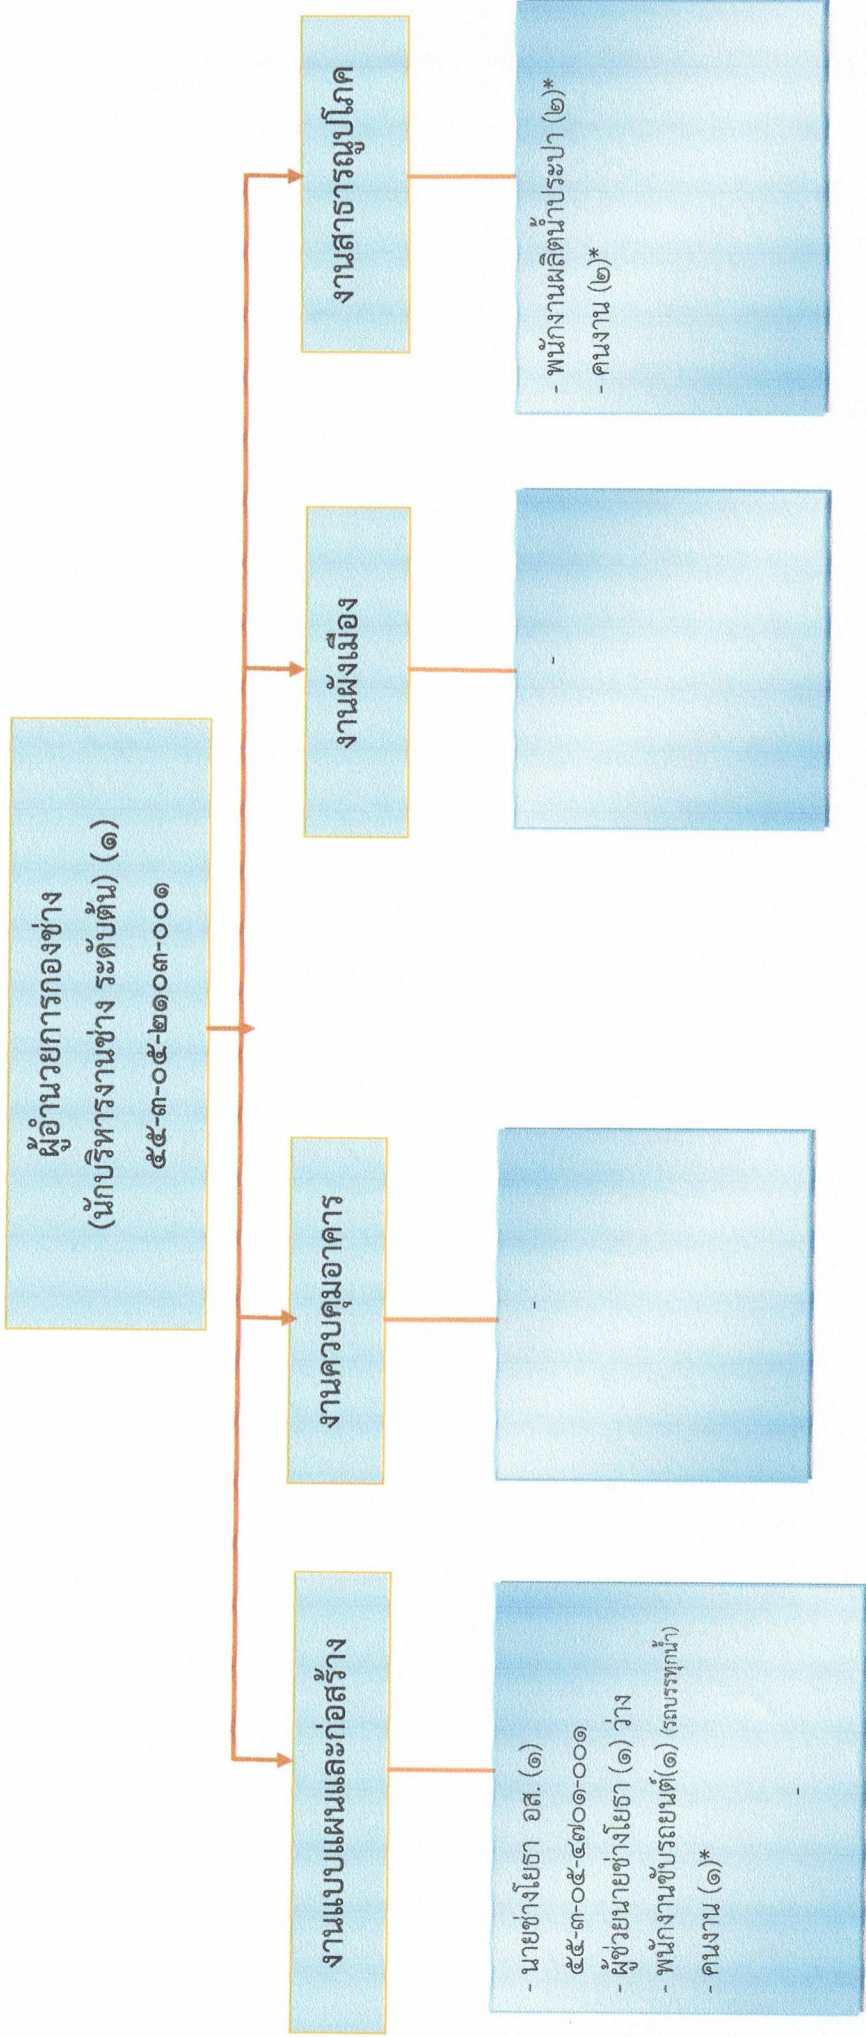 ผู้อำนวยการกองช่าง
(นักบริหารงานช่าง ระดับต้น) (๑)
๕๕-๓-๐๕-๒๑๐๓-๐๐๑
งานแบบแผนและก่อสร้าง
งานควบคุมอาคาร
งานผังเมือง
งานสาธารณูปโภค
- นายช่างโยธา อส. (๑)
๕๕-๓-๐๕-๔๗๐๑-๐๐๑
- ผู้ช่วยนายช่างโยธา (๑) ว่าง
- พนักงานขับรถยนต์(๑) (รถบรรทุกน้ำ)
- คนงาน (๑)*
-
-
-
- พนักงานผลิตน้ำประปา (๒)*
- คนงาน (๒)*